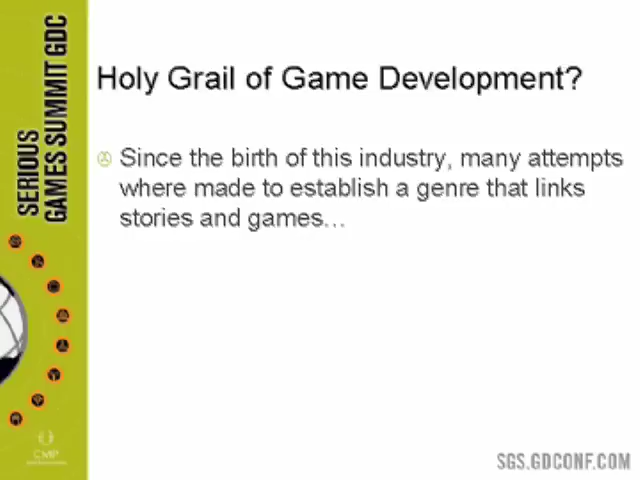 SERIOUS
GAMES SUMMIT GDC
Holy Grail of Game Development?
Since the birth of this industry, many attempts
where made to establish a genre that links
stories and games...
CMP
SGS.GDCONF.COM